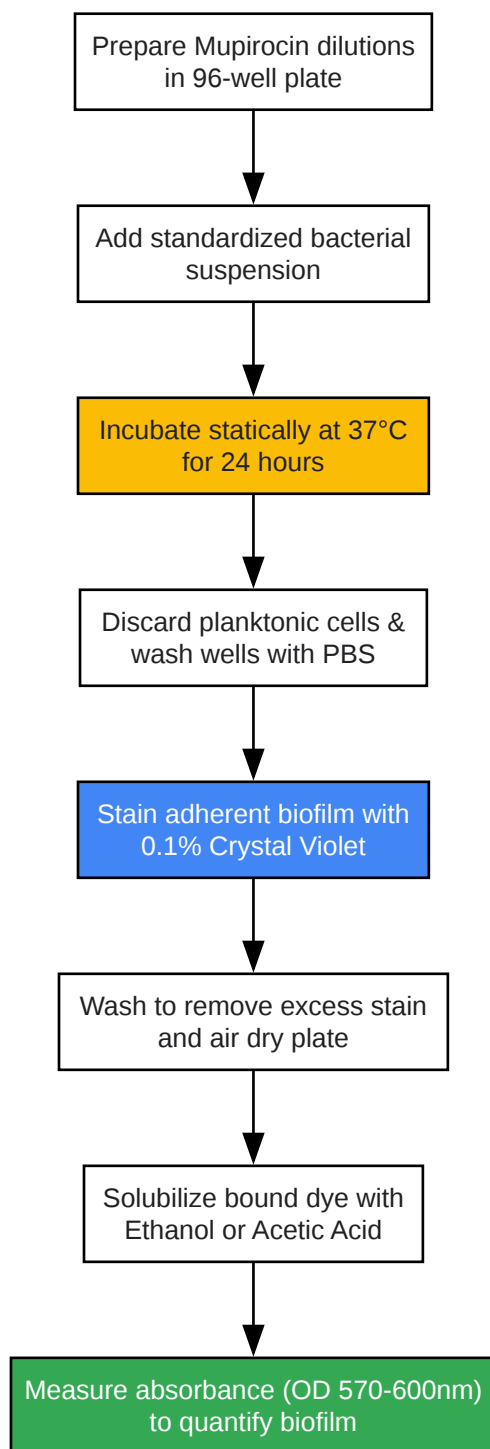 Prepare Mupirocin dilutions
in 96-well plate
Add standardized bacterial
suspension
Incubate statically at 37°C
for 24 hours
Discard planktonic cells &
wash wells with PBS
Stain adherent biofilm with
0.1% Crystal Violet
Wash to remove excess stain
and air dry plate
Solubilize bound dye with
Ethanol or Acetic Acid
Measure absorbance (OD 570-600nm)
to quantify biofilm